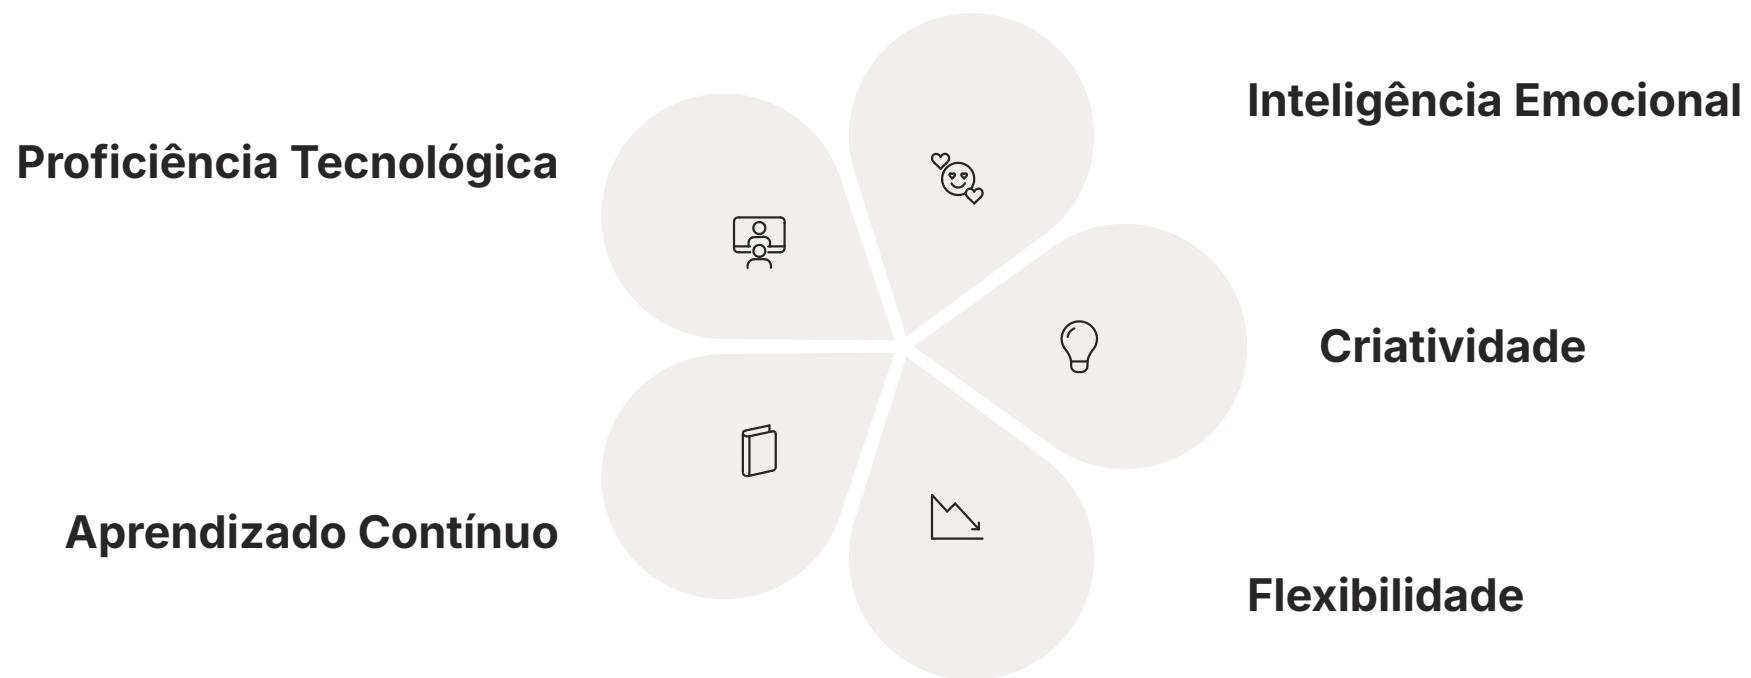 Inteligência Emocional
Proficiência Tecnológica
Criatividade
Aprendizado Contínuo
Flexibilidade